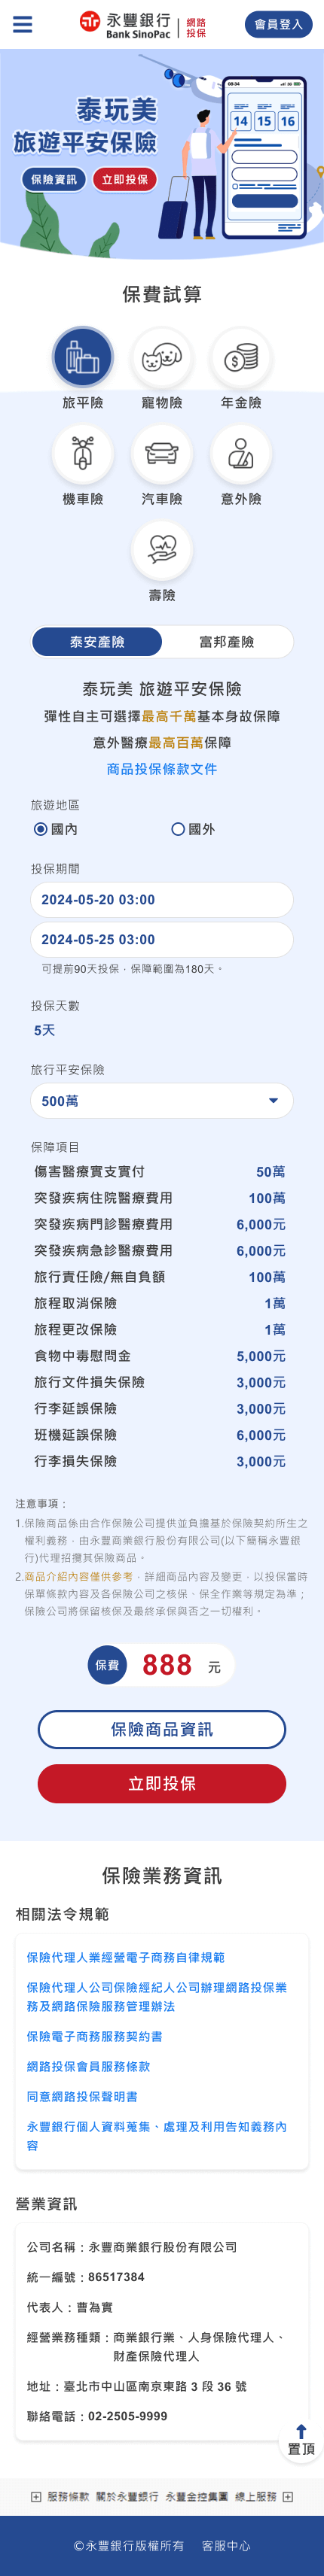 永豐銀行
Bank SinoPac
網路
投保
會員登入
泰玩美
旅遊平安保險
保險資訊
立即投保
14 15 16
保費試算
旅平險
寵物險
年金險
機車險
汽車險
意外險
壽險
泰安產險
富邦產險
泰玩美 旅遊平安保險
彈性自主可選擇最高千萬基本身故保障
意外醫療最高百萬保障
商品投保條款文件
旅遊地區
國內
國外
投保期間
2024-05-20 03:00
2024-05-25 03:00
可提前90天投保，保障範圍為180天。
投保天數
5天
旅行平安保險
500萬
保障項目
傷害醫療實支實付 50萬
突發疾病住院醫療費用 100萬
突發疾病門診醫療費用 6,000元
突發疾病急診醫療費用 6,000元
旅行責任險/無自負額 100萬
旅程取消保險 1萬
旅程更改保險 1萬
食物中毒慰問金 5,000元
旅行文件損失保險 3,000元
行李延誤保險 3,000元
班機延誤保險 6,000元
行李損失保險 3,000元
注意事項：
1.保險商品係由合作保險公司提供並負擔基於保險契約所生之
權利義務，由永豐商業銀行股份有限公司(以下簡稱永豐銀
行)代理招攬其保險商品。
2.商品介紹內容僅供參考，詳細商品內容及變更，以投保當時
保單條款內容及各保險公司之核保、保全作業等規定為準；
保險公司將保留核保及最終承保與否之一切權利。
保費 888 元
保險商品資訊
立即投保
保險業務資訊
相關法令規範
保險代理人業經營電子商務自律規範
保險代理人公司保險經紀人公司辦理網路投保業
務及網路保險服務管理辦法
保險電子商務服務契約書
網路投保會員服務條款
同意網路投保聲明書
永豐銀行個人資料蒐集、處理及利用告知義務內
容
營業資訊
公司名稱：永豐商業銀行股份有限公司
統一編號：86517384
代表人：曹為實
經營業務種類：商業銀行業、人身保險代理人、
財產保險代理人
地址：臺北市中山區南京東路 3 段 36 號
聯絡電話：02-2505-9999
置頂
服務條款 關於永豐銀行 永豐金控集團 線上服務
©永豐銀行版權所有 客服中心